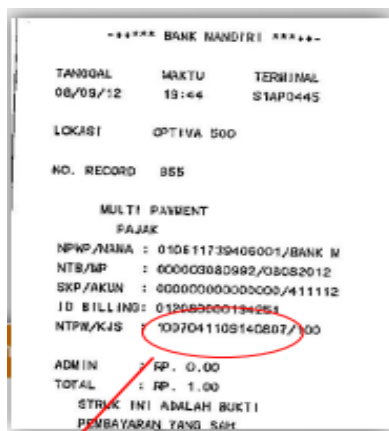 -***** BANK MANDIRI *****-
TANGGAL WAKTU TERMINAL
08/09/12 19:44 S1AP0445
LOKASI OPTIVA 500
NO. RECORD 855
MULTI PAYMENT
PAJAK
NPWP/NAMA : 010611739406001/BANK M
NTB/MP : 000003080992/08082012
SKP/AKUN : 000000000000000/411112
ID BILLING:
NTPN/KJS : 1007041109140807/100
ADMIN : RP. 0.00
TOTAL : RP. 1.00
STRUK INI ADALAH BUKTI
PEMBAYARAN YANG SAH